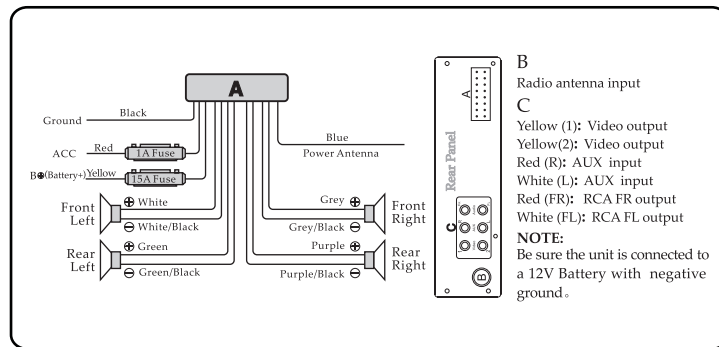 A
Ground
Black
ACC
Red
1A Fuse
B⊕(Battery+)
Yellow
15A Fuse
Blue
Power Antenna
Front
Left
⊕ White
⊖ White/Black
Rear
Left
⊕ Green
⊖ Green/Black
Grey ⊕
Grey/Black ⊖
Front
Right
Purple ⊕
Purple/Black ⊖
Rear
Right
A
Rear Panel
C
B
B
Radio antenna input
C
Yellow (1): Video output
Yellow(2): Video output
Red (R): AUX input
White (L): AUX input
Red (FR): RCA FR output
White (FL): RCA FL output
NOTE:
Be sure the unit is connected to
a 12V Battery with negative
ground。